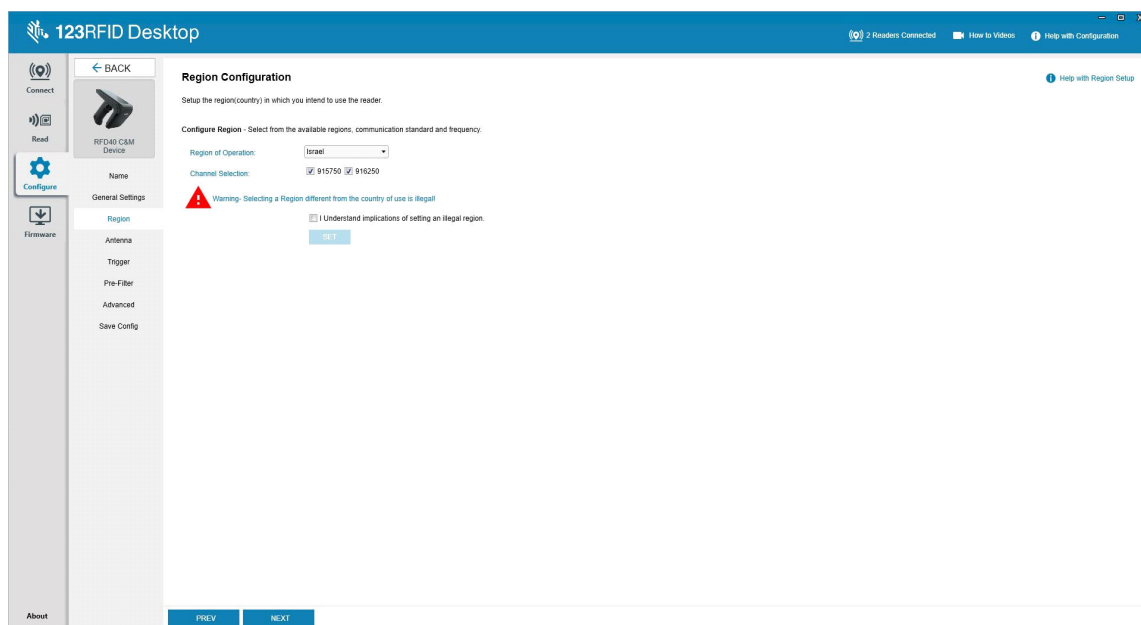 123RFID Desktop
2 Readers Connected
How to Videos
Help with Configuration
Connect
Read
Configure
Firmware
About
BACK
RFD40 C&M
Device
Name
General Settings
Region
Antenna
Trigger
Pre-Filter
Advanced
Save Config
Region Configuration
Help with Region Setup
Setup the region(country) in which you intend to use the reader.
Configure Region - Select from the available regions, communication standard and frequency.
Region of Operation: Israel
Channel Selection: 915750 916250
Warning- Selecting a Region different from the country of use is illegal!
I Understand implications of setting an illegal region.
SET
PREV NEXT